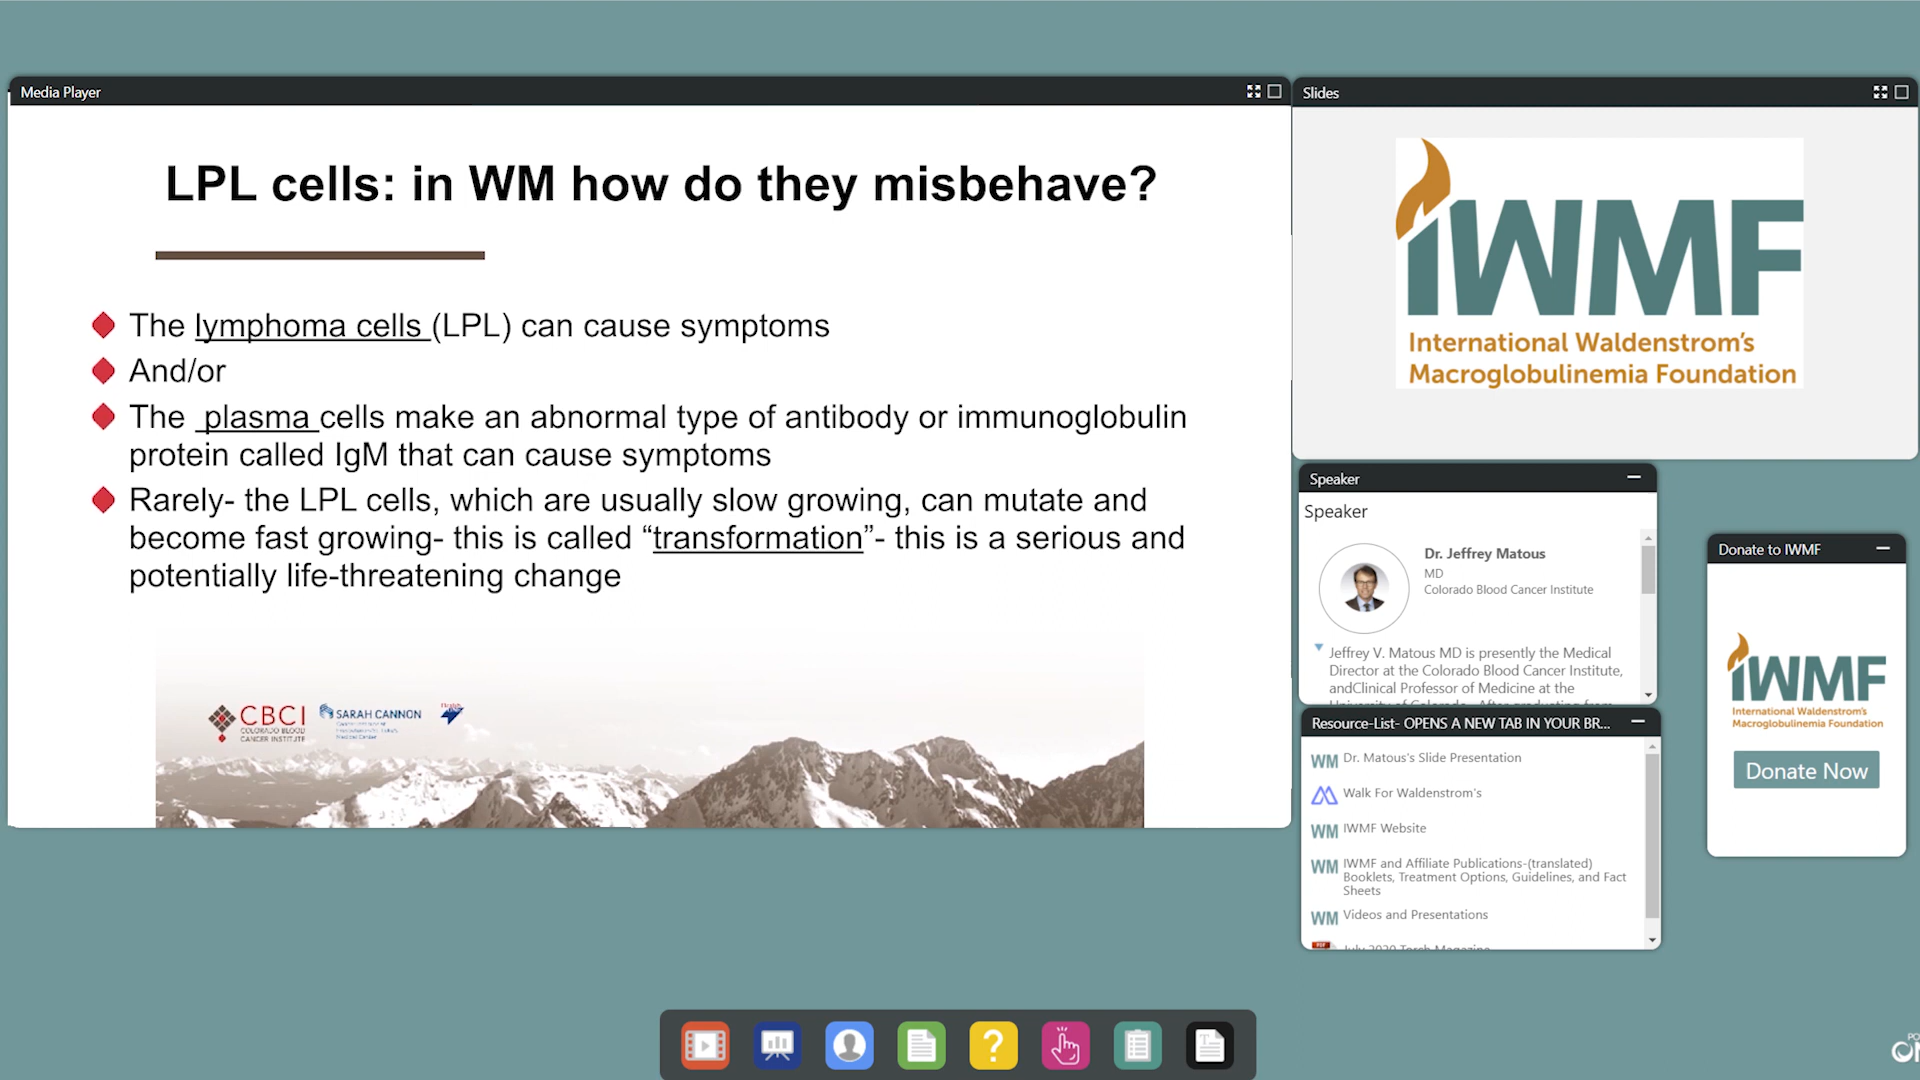 Media Player
LPL cells: in WM how do they misbehave?
The lymphoma cells (LPL) can cause symptoms
And/or
The plasma cells make an abnormal type of antibody or immunoglobulin
protein called IgM that can cause symptoms
Rarely- the LPL cells, which are usually slow growing, can mutate and
become fast growing- this is called “transformation”- this is a serious and
potentially life-threatening change
CBCI
COLORADO BLOOD
CANCER INSTITUTE
SARAH CANNON
Slides
IWMF
International Waldenstrom's
Macroglobulinemia Foundation
Speaker
Speaker
Dr. Jeffrey Matous
MD
Colorado Blood Cancer Institute
Jeffrey V. Matous MD is presently the Medical
Director at the Colorado Blood Cancer Institute,
andClinical Professor of Medicine at the
Resource-List- OPENS A NEW TAB IN YOUR BR...
WM Dr. Matous's Slide Presentation
Walk For Waldenstrom's
WM IWMF Website
WM IWMF and Affiliate Publications-(translated)
Booklets, Treatment Options, Guidelines, and Fact
Sheets
WM Videos and Presentations
July 2020 Torch Magazine
Donate to IWMF
IWMF
International Waldenstrom's
Macroglobulinemia Foundation
Donate Now